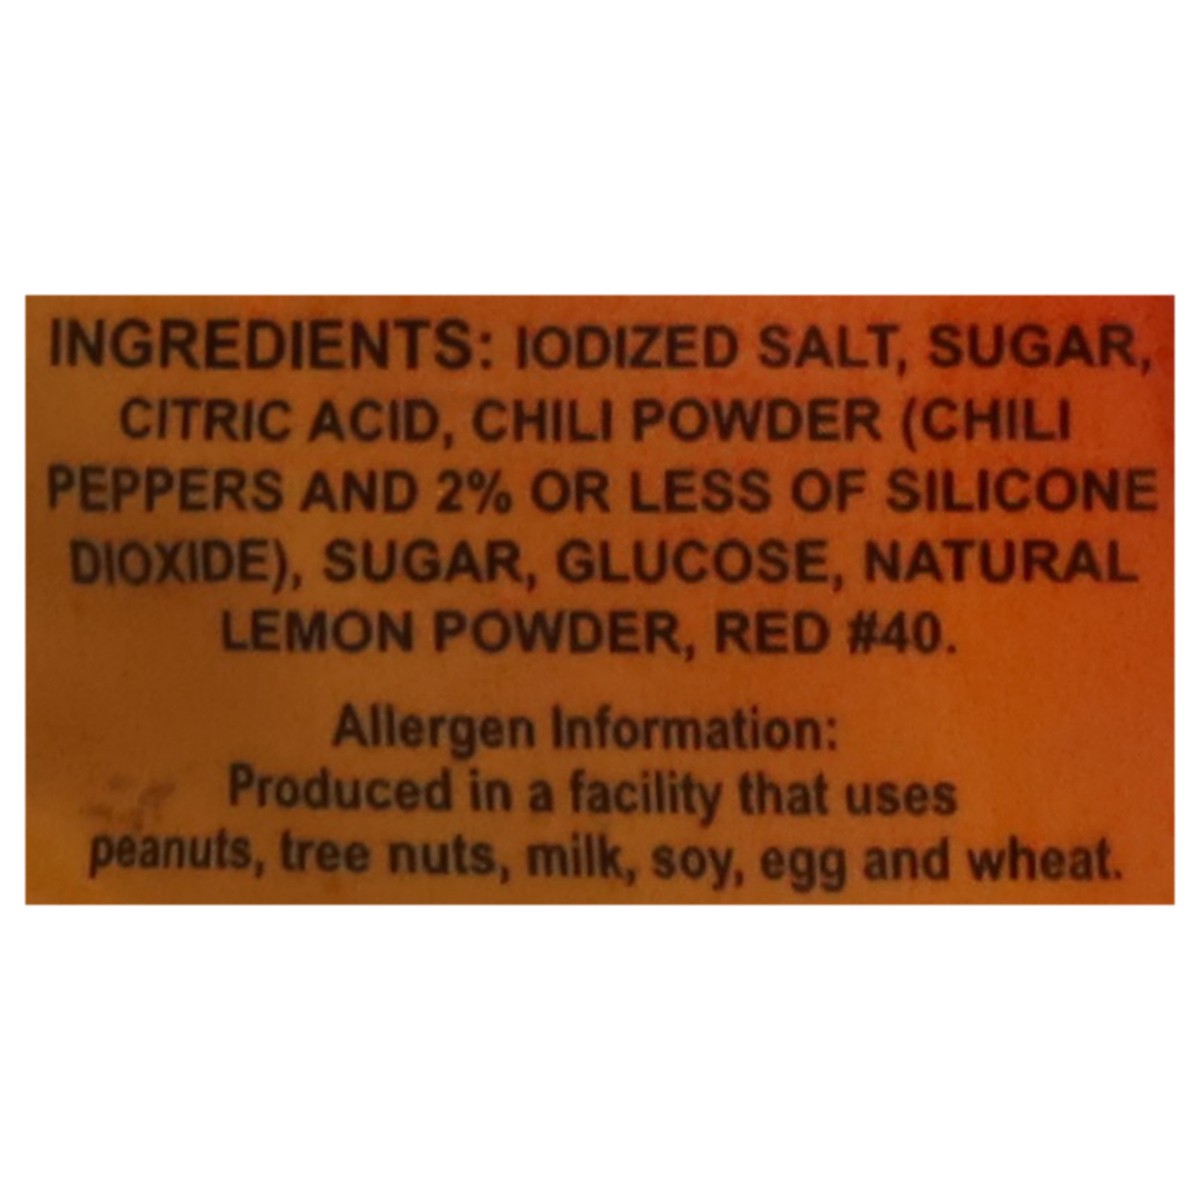 INGREDIENTS: IODIZED SALT, SUGAR,
CITRIC ACID, CHILI POWDER (CHILI
PEPPERS AND 2% OR LESS OF SILICONE
DIOXIDE), SUGAR, GLUCOSE, NATURAL
LEMON POWDER, RED #40.
Allergen Information:
Produced in a facility that uses
peanuts, tree nuts, milk, soy, egg and wheat.